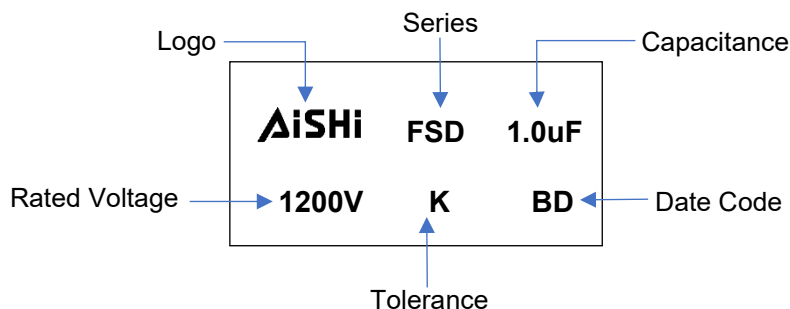 Series
Logo
Capacitance
AiSHi FSD 1.0uF
Rated Voltage
1200V K BD
Date Code
Tolerance